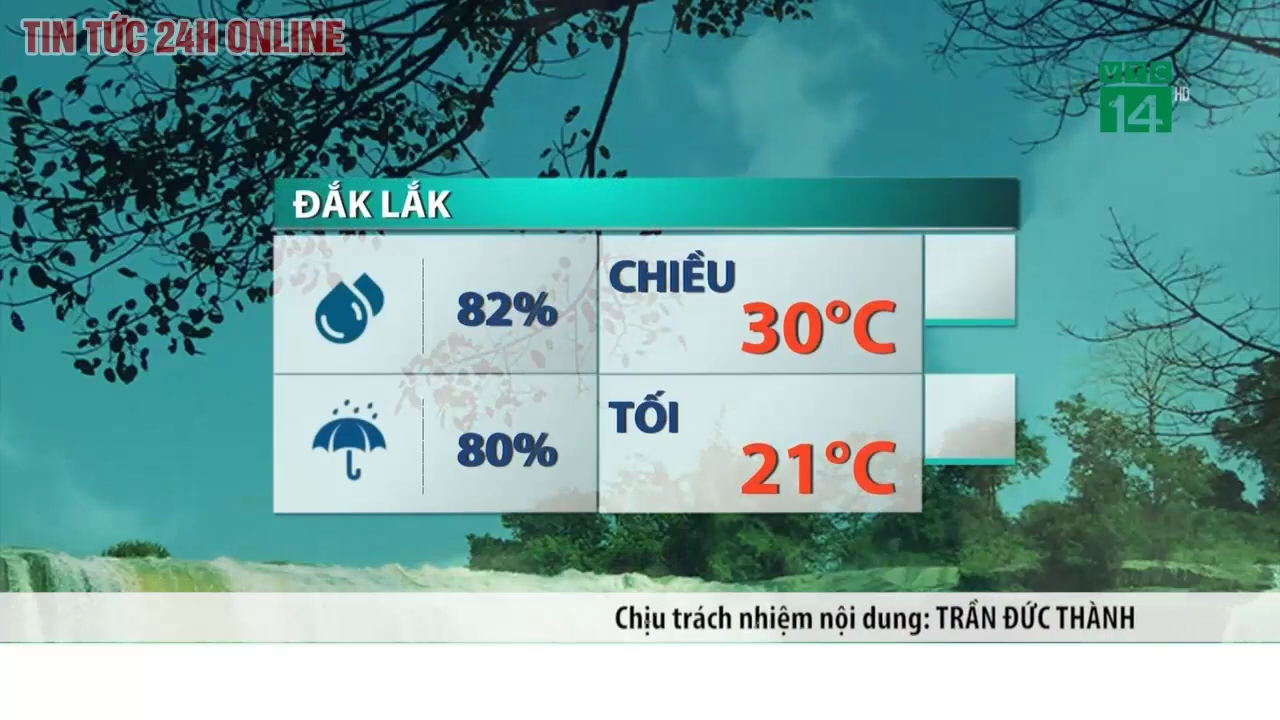 TIN TỨC 24H ONLINE
VTC
14 HD
ĐẮK LẮK
82%
CHIỀU
30°C
80%
TỐI
21°C
Chịu trách nhiệm nội dung: TRẦN ĐỨC THÀNH